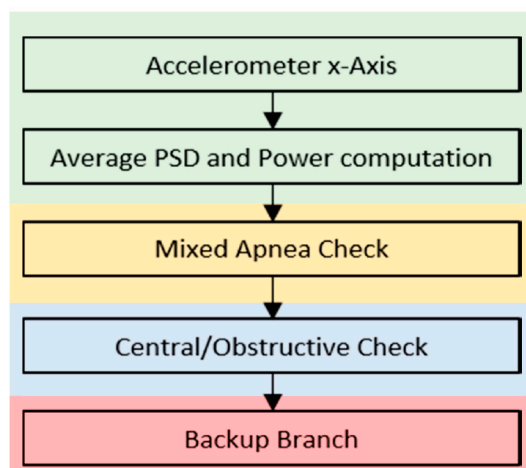 Accelerometer x-Axis
Average PSD and Power computation
Mixed Apnea Check
Central/Obstructive Check
Backup Branch